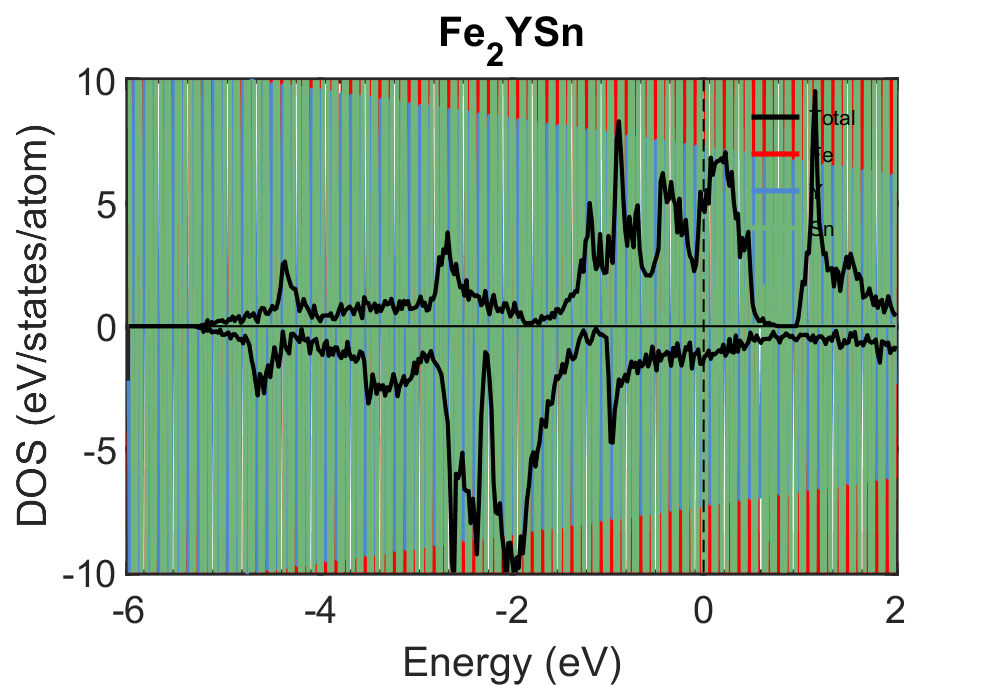 Fe2YSn
10
5
0
-5
-10
DOS (eV/states/atom)
Total
Fe
Y
Sn
-6 -4 -2 0 2
Energy (eV)